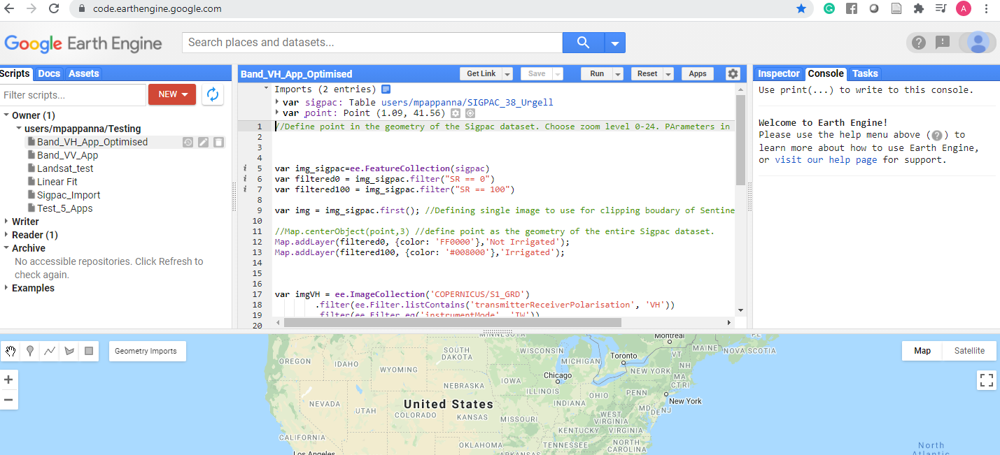 code.earthengine.google.com
A
Google Earth Engine
Search places and datasets...
Scripts Docs Assets
Filter scripts...
NEW
Owner (1)
users/mpappanna/Testing
Band_VH_App_Optimised
Band_VV_App
Landsat_test
Linear Fit
Sigpac_Import
Test_5_Apps
Writer
Reader (1)
Archive
No accessible repositories. Click Refresh to
check again.
Examples
Band_VH_App_Optimised
Get Link Save Run Reset Apps
Imports (2 entries)
var sigpac: Table users/mpappanna/SIGPAC_38_Urgell
var point: Point (1.09, 41.56)
1 //Define point in the geometry of the Sigpac dataset. Choose zoom level 0-24. PArameters in
2
3
4
i 5 var img_sigpac=ee.FeatureCollection(sigpac)
i 6 var filtered0 = img_sigpac.filter("SR == 0")
i 7 var filtered100 = img_sigpac.filter("SR == 100")
8
9 var img = img_sigpac.first(); //Defining single image to use for clipping boudary of Sentine
10
11 //Map.centerObject(point,3) //define point as the geometry of the entire Sigpac dataset.
12 Map.addLayer(filtered0, {color: 'FF0000'},'Not Irrigated');
13 Map.addLayer(filtered100, {color: '#008000'},'Irrigated');
14
15
16
17 var imgVH = ee.ImageCollection('COPERNICUS/S1_GRD')
18 .filter(ee.Filter.listContains('transmitterReceiverPolarisation', 'VH'))
19 .filter(ee.Filter.eq('instrumentMode', 'IW'))
20
Inspector Console Tasks
Use print(...) to write to this console.
Welcome to Earth Engine!
Please use the help menu above (?) to
learn more about how to use Earth Engine,
or visit our help page for support.
Geometry Imports
Map Satellite
+
−
MINNESOTA
Montreal
PE
OREGON
IDAHO
WYOMING
SOUTH
DAKOTA
WISCONSIN
MICHIGAN
Toronto
VT
MAINE
NOVA SCOTIA
NH
NEW YORK
MA
CT RI
Chicago
IOWA
NEBRASKA
ILLINOIS
INDIANA
OHIO
PENN
New York
NEVADA
UTAH
United States
COLORADO
KANSAS
MISSOURI
WEST
VIRGINIA
MD
DE NJ
KENTUCKY
VIRGINIA
CALIFORNIA
OKLAHOMA
TENNESSEE
NORTH
CAROLINA
Los Angeles
ARKANSAS
North
Atlantic